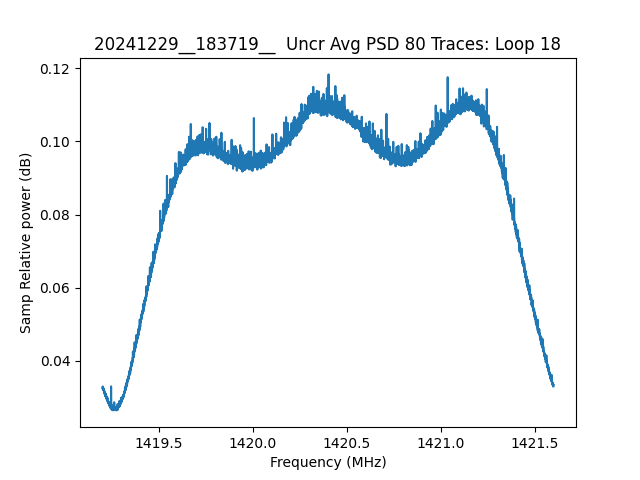 20241229__183719__  Uncr Avg PSD 80 Traces: Loop 18
Samp Relative power (dB)
0.12
0.10
0.08
0.06
0.04
1419.5 1420.0 1420.5 1421.0 1421.5
Frequency (MHz)